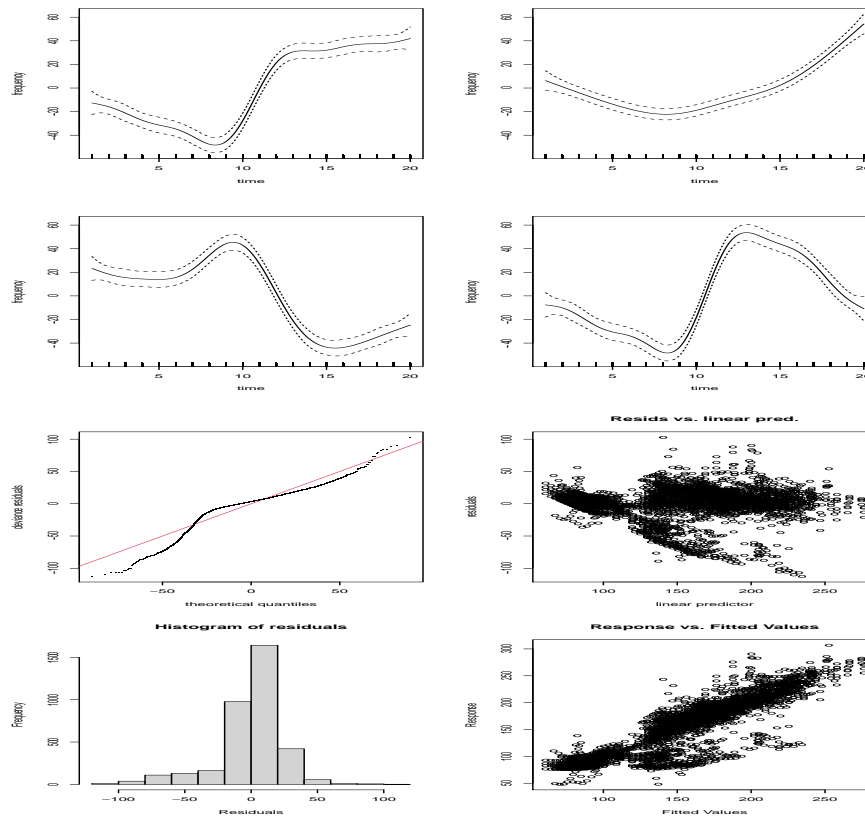 frequency
−40 −20 0 20 40 60
5 10 15 20
time
frequency
−40 −20 0 20 40 60
5 10 15 20
time
frequency
−40 −20 0 20 40 60
5 10 15 20
time
frequency
−40 −20 0 20 40 60
5 10 15 20
time
deviance residuals
−100 −50 0 50 100
−50 0 50
theoretical quantiles
Resids vs. linear pred.
residuals
−100 −50 0 50 100
100 150 200 250
linear predictor
Histogram of residuals
Frequency
0 500 1500
−100 −50 0 50 100
Residuals
Response vs. Fitted Values
Response
50 100 150 200 300
100 150 200 250
Fitted Values